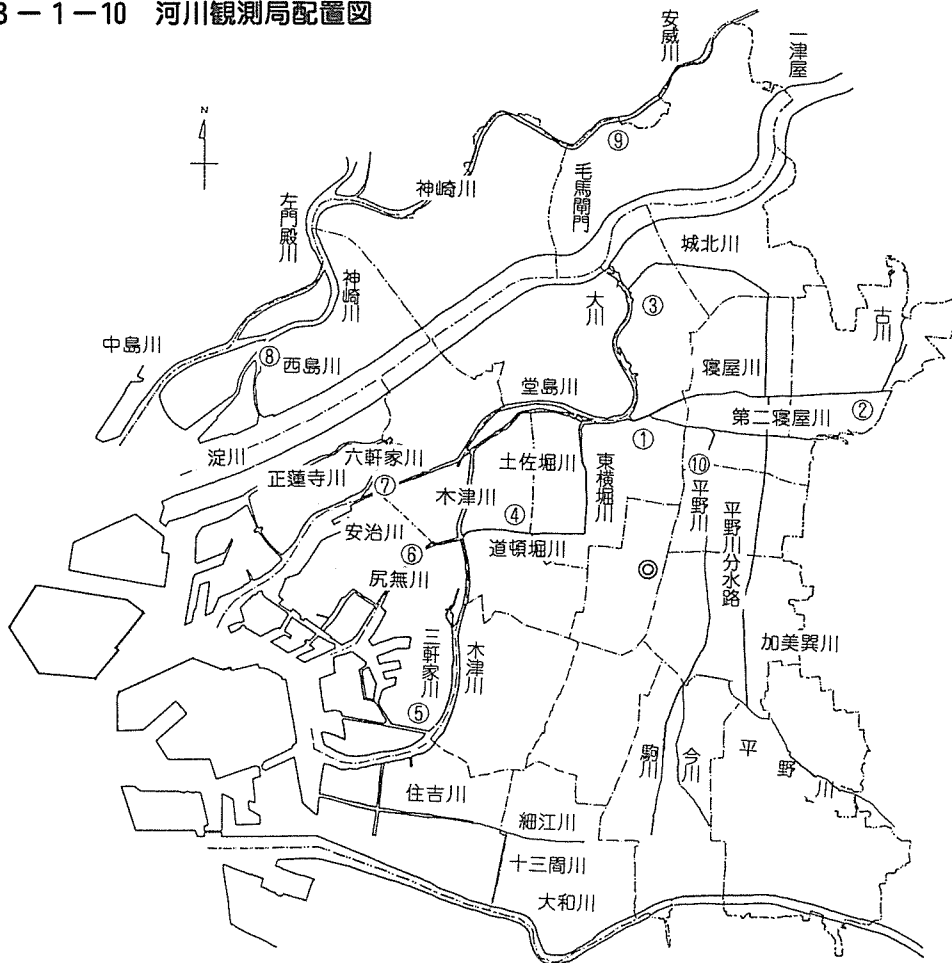 3－1－10 河川観測局配置図
安威川
一津屋
N
⑨
神崎川
毛馬閘門
左門殿川
城北川
神崎川
大川
③
古川
中島川
⑧
西島川
寝屋川
堂島川
第二寝屋川
②
①
淀川
六軒家川
土佐堀川
東横堀川
⑩
正蓮寺川
⑦
木津川
④
平野川
平野川分水路
安治川
道頓堀川
⑥
尻無川
◎
三軒家川
木津川
加美巽川
⑤
駒川
今川
平野川
住吉川
細江川
十三間川
大和川